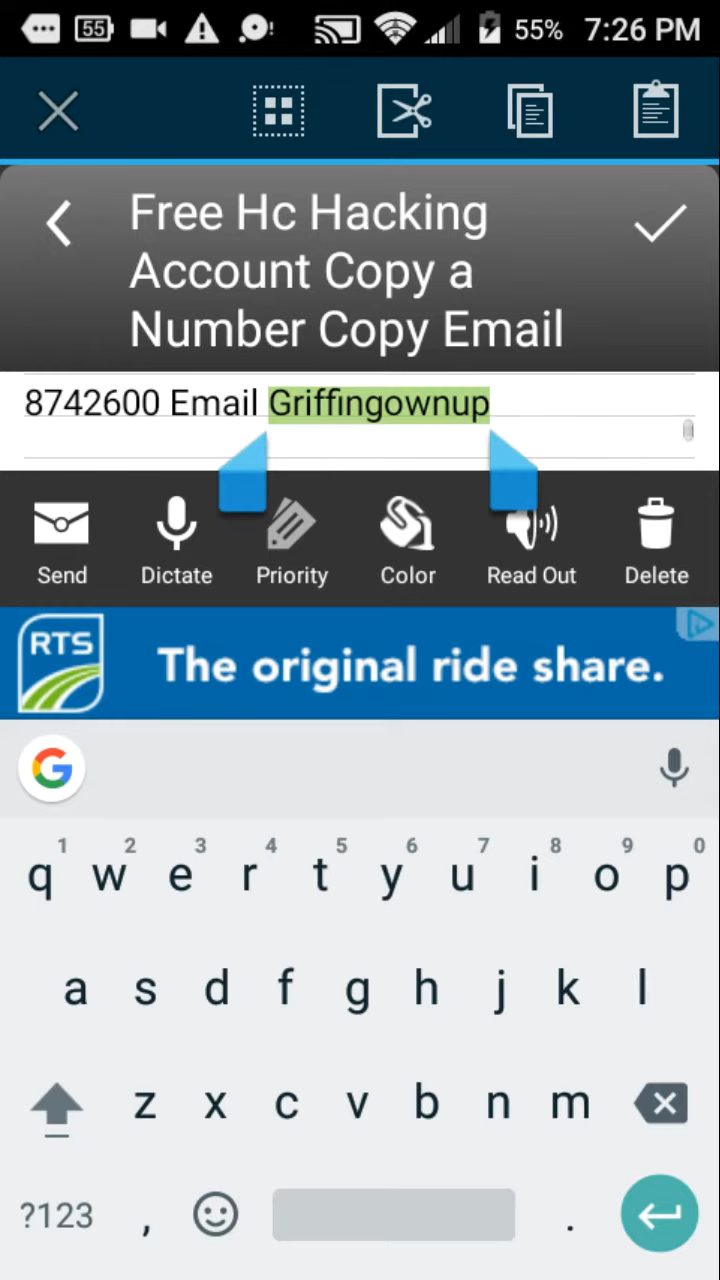 55 55% 7:26 PM
Free Hc Hacking
Account Copy a
Number Copy Email
8742600 Email Griffingownup
Send Dictate Priority Color Read Out Delete
RTS The original ride share.
G
1 2 3 4 5 6 7 8 9 0
q w e r t y u i o p
a s d f g h j k l
z x c v b n m
?123 , .